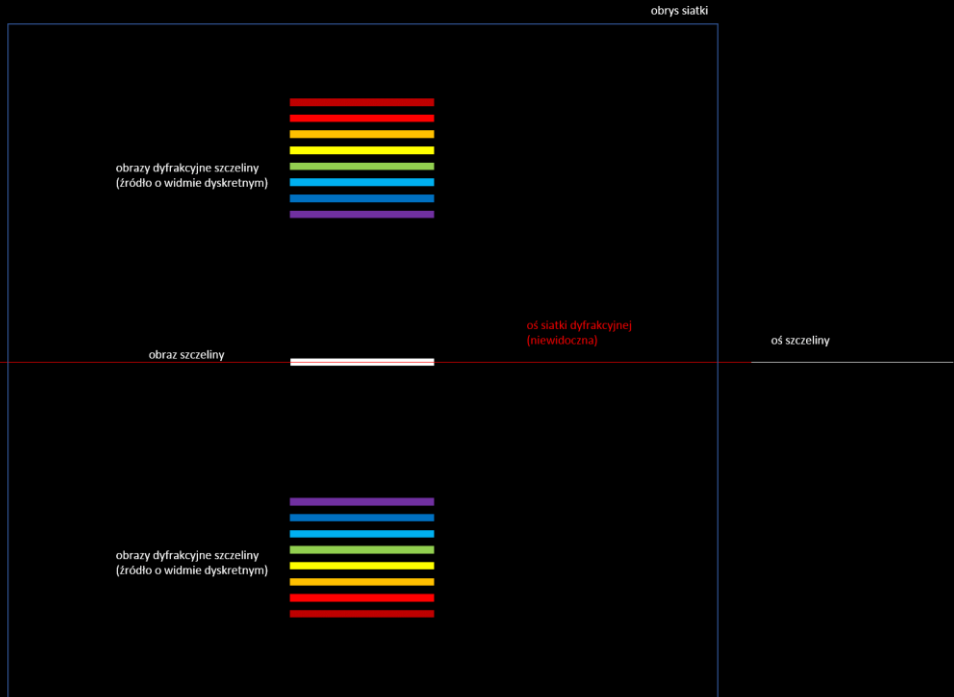 obrys siatki
obrazy dyfrakcyjne szczeliny
(źródło o widmie dyskretnym)
oś siatki dyfrakcyjnej
(niewidoczna)
oś szczeliny
obraz szczeliny
obrazy dyfrakcyjne szczeliny
(źródło o widmie dyskretnym)